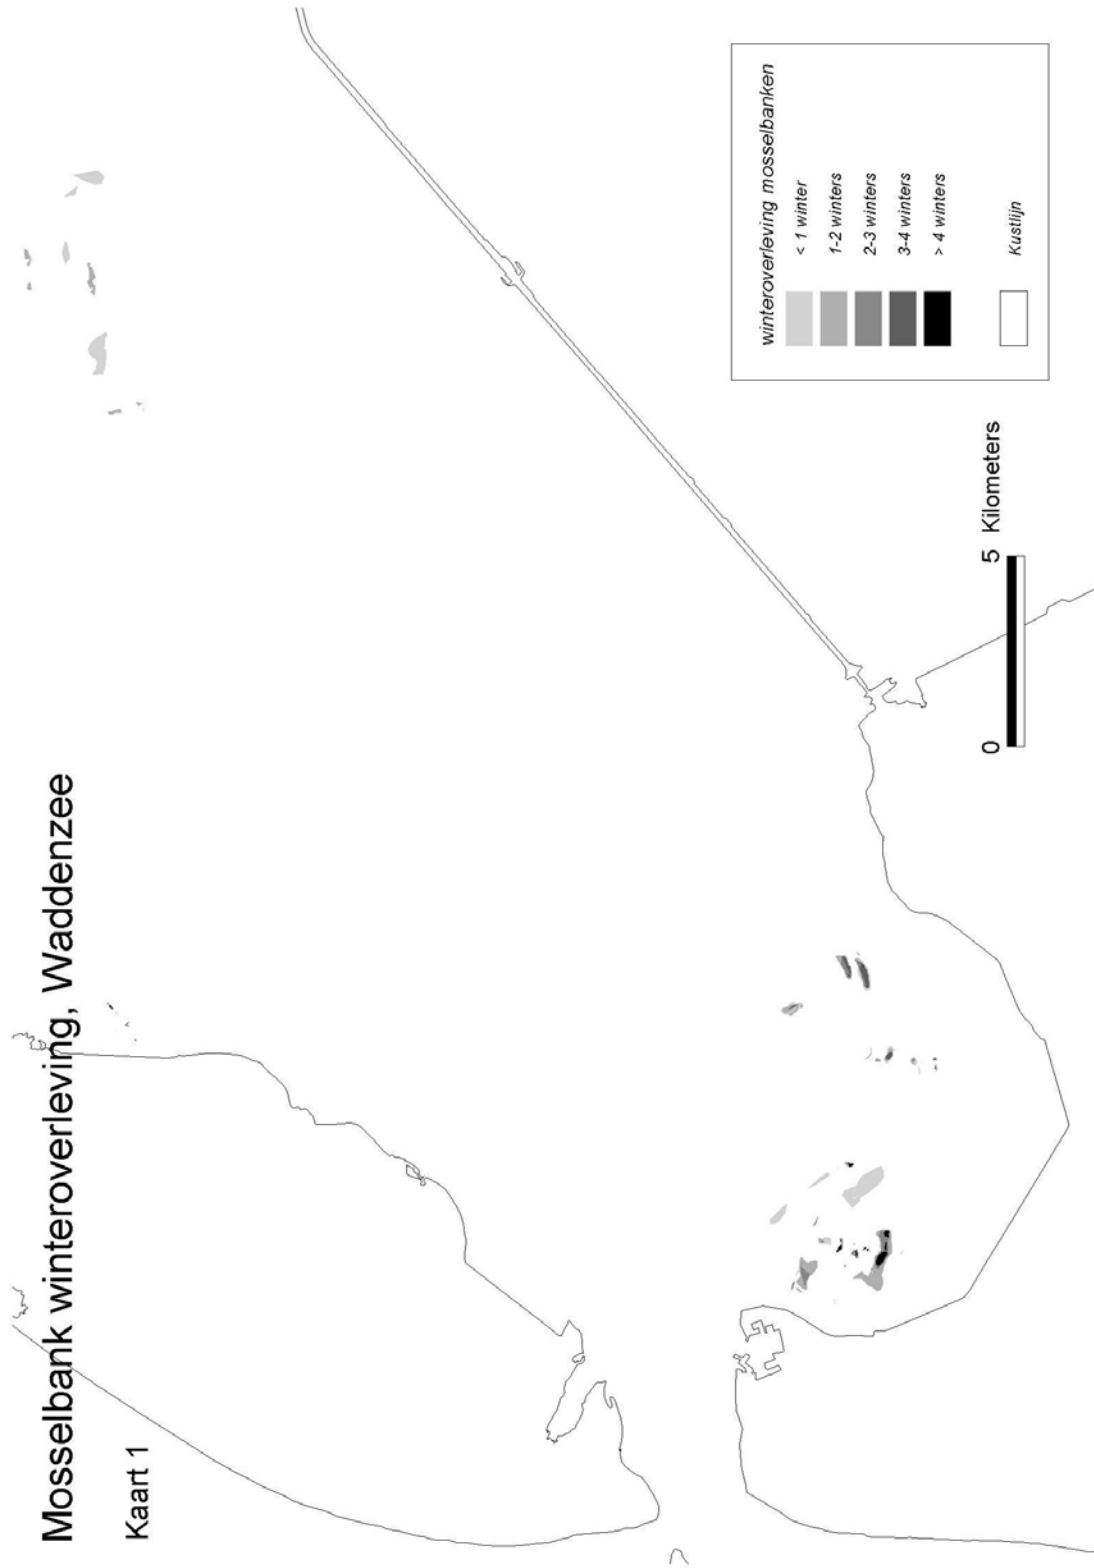 Mosselbank winteroverleving, Waddenzee
Kaart 1
winteroverleving mosselbanken
< 1 winter
1-2 winters
2-3 winters
3-4 winters
> 4 winters
Kustlijn
0 5 Kilometers